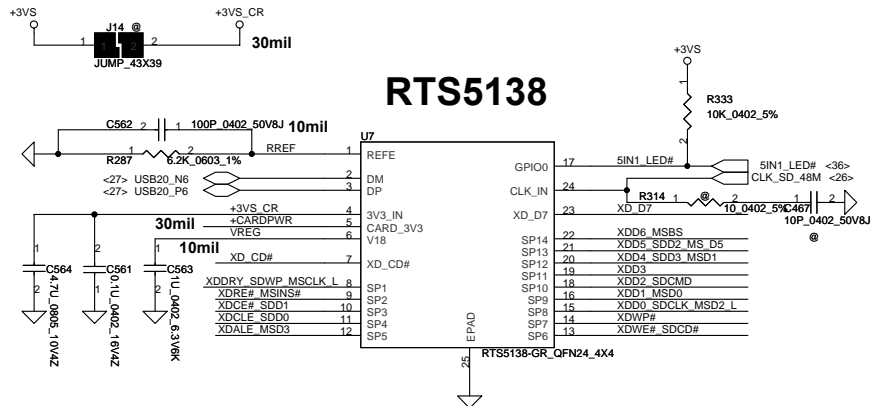 +3VS
+3VS_CR
J14 @
1 1 2 2
30mil
JUMP_43X39
RTS5138
+3VS
1
R333
10K_0402_5%
2
C562
100P_0402_50V8J
10mil
2 1
R287
1 2
6.2K_0603_1%
RREF
U7
1 REFE
GPIO0 17 5IN1_LED#
5IN1_LED# <36>
<27> USB20_N6
2 DM
<27> USB20_P6
3 DP
CLK_IN 24
CLK_SD_48M <26>
R314
1 @ 2
10_0402_5%
C467
1 2
10P_0402_50V8J
@
+3VS_CR
4 3V3_IN
XD_D7 23 XD_D7
30mil
+CARDPWR
5 CARD_3V3
VREG
6 V18
10mil
XD_CD#
7 XD_CD#
SP14 22 XDD6_MSBS
SP13 21 XDD5_SDD2_MS_D5
SP12 20 XDD4_SDD3_MSD1
SP11 19 XDD3
SP10 18 XDD2_SDCMD
SP9 16 XDD1_MSD0
SP8 15 XDD0_SDCLK_MSD2_L
SP7 14 XDWP#
SP6 13 XDWE#_SDCD#
XDDRY_SDWP_MSCLK_L 8 SP1
XDRE#_MSINS# 9 SP2
XDCE#_SDD1 10 SP3
XDCLE_SDD0 11 SP4
XDALE_MSD3 12 SP5
1
C564
2
4.7U_0805_10V4Z
2
C561
1
0.1U_0402_16V4Z
1
C563
2
1U_0402_6.3V6K
EPAD
25
RTS5138-GR_QFN24_4X4